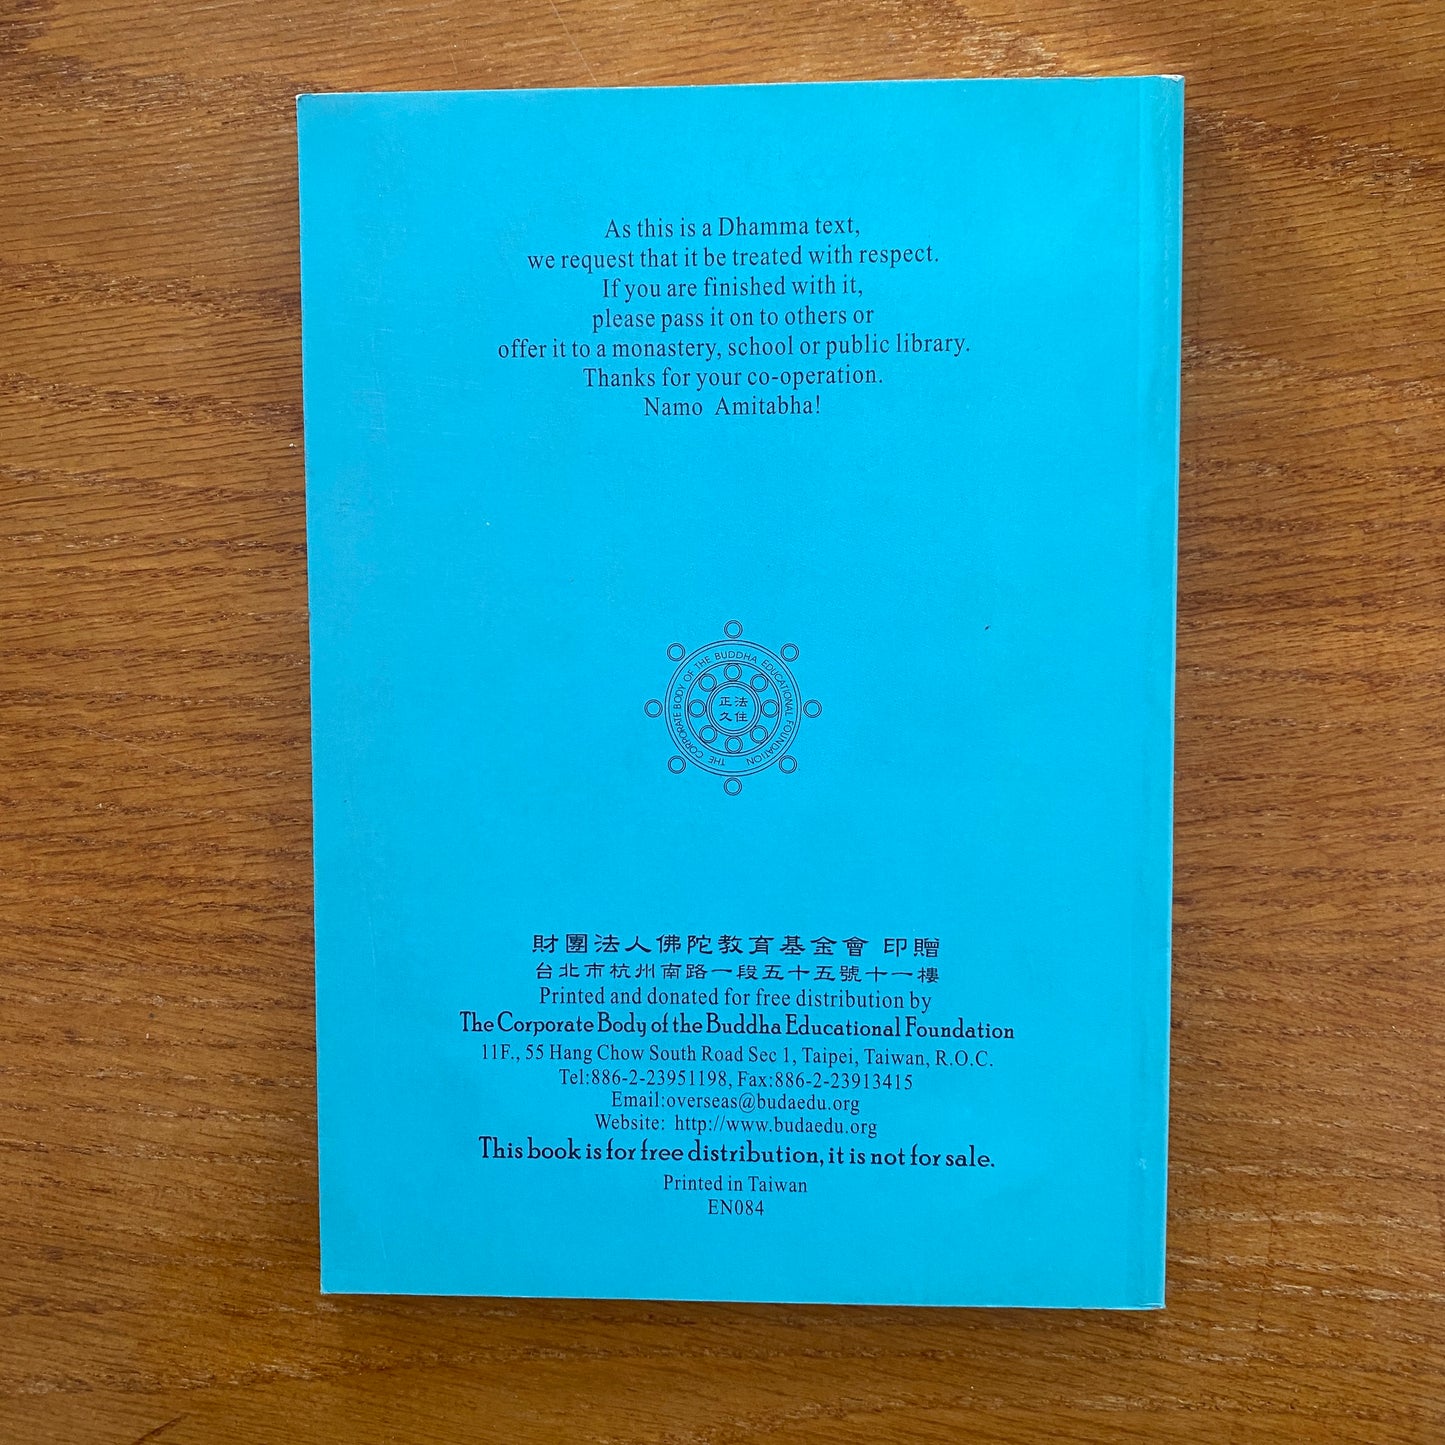 As this is a Dhamma text,
we request that it be treated with respect.
If you are finished with it,
please pass it on to others or
offer it to a monastery, school or public library.
Thanks for your co-operation.
Namo Amitabha!
THE CORPORATE BODY OF THE BUDDHA EDUCATIONAL FOUNDATION
正法
久住
財團法人佛陀教育基金會 印贈
台北市杭州南路一段五十五號十一樓
Printed and donated for free distribution by
The Corporate Body of the Buddha Educational Foundation
11F., 55 Hang Chow South Road Sec 1, Taipei, Taiwan, R.O.C.
Tel:886-2-23951198, Fax:886-2-23913415
Email:overseas@budaedu.org
Website: http://www.budaedu.org
This book is for free distribution, it is not for sale.
Printed in Taiwan
EN084